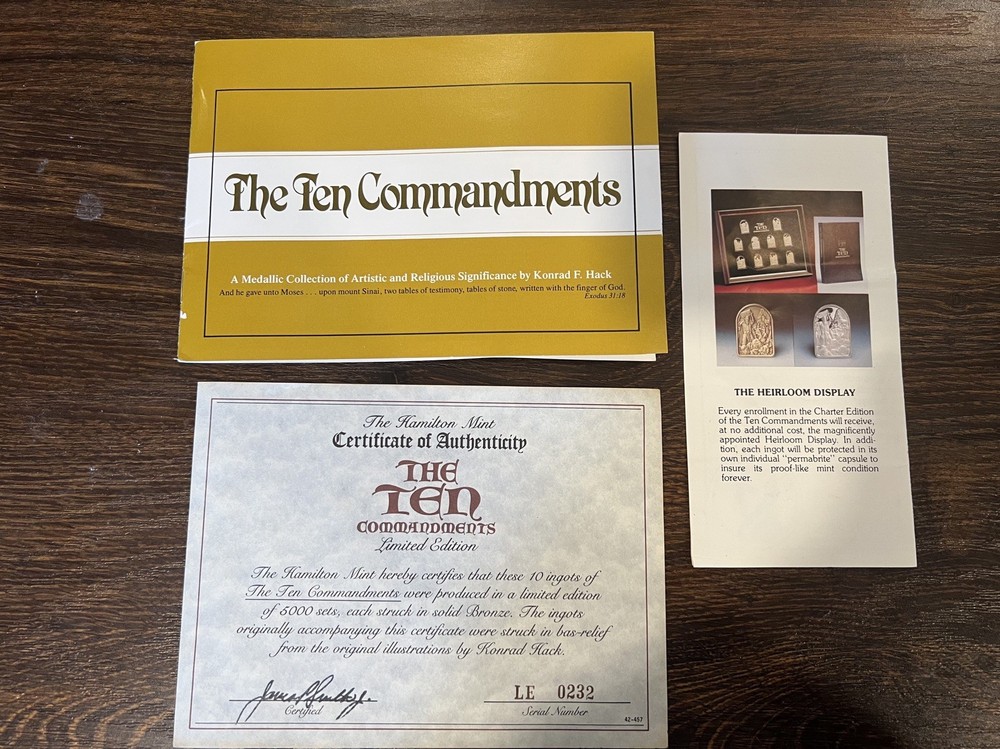 The Ten Commandments
A Medallic Collection of Artistic and Religious Significance by Konrad F. Hack
And he gave unto Moses . . . upon mount Sinai, two tables of testimony, tables of stone, written with the finger of God.
Exodus 31:18
The Hamilton Mint
Certificate of Authenticity
THE
TEN
COMMANDMENTS
Limited Edition
The Hamilton Mint hereby certifies that these 10 ingots of
The Ten Commandments were produced in a limited edition
of 5000 sets, each struck in solid Bronze. The ingots
originally accompanying this certificate were struck in bas-relief
from the original illustrations by Konrad Hack.
Certified
LE 0232
Serial Number
42-457
THE HEIRLOOM DISPLAY
Every enrollment in the Charter Edition
of the Ten Commandments will receive,
at no additional cost, the magnificently
appointed Heirloom Display. In addi-
tion, each ingot will be protected in its
own individual "permabrite" capsule to
insure its proof-like mint condition
forever.